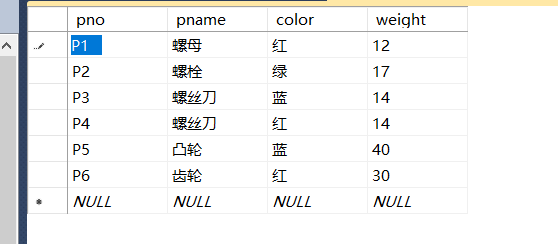 pno pname color weight
P1 螺母 红 12
P2 螺栓 绿 17
P3 螺丝刀 蓝 14
P4 螺丝刀 红 14
P5 凸轮 蓝 40
P6 齿轮 红 30
NULL NULL NULL NULL